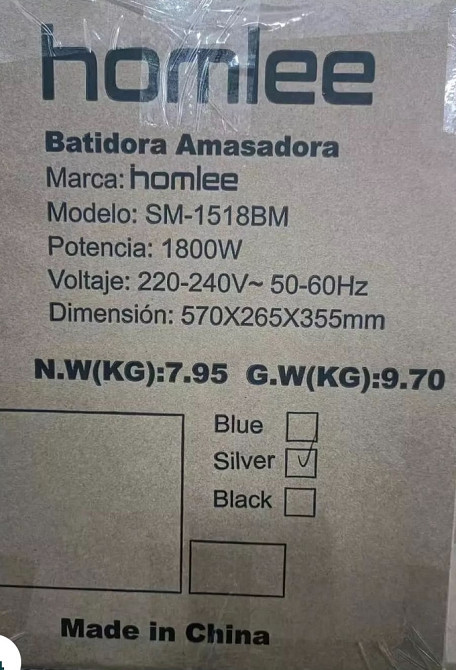 homlee
Batidora Amasadora
Marca: homlee
Modelo: SM-1518BM
Potencia: 1800W
Voltaje: 220-240V~ 50-60Hz
Dimensión: 570X265X355mm
N.W(KG):7.95 G.W(KG):9.70
Blue
Silver
Black
Made in China